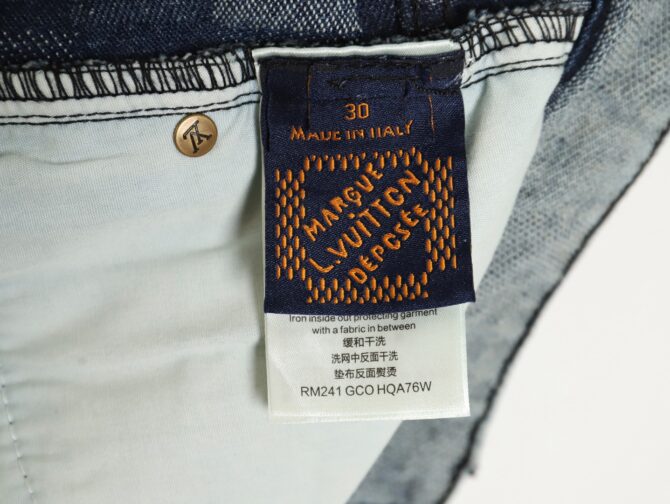 30
MADE IN ITALY
MARQUE
L.VUITTON
DÉPOSÉE
Iron inside out protecting garment
with a fabric in between
缓和干洗
洗网中反面干洗
垫布反面熨烫
RM241 GCO HQA76W